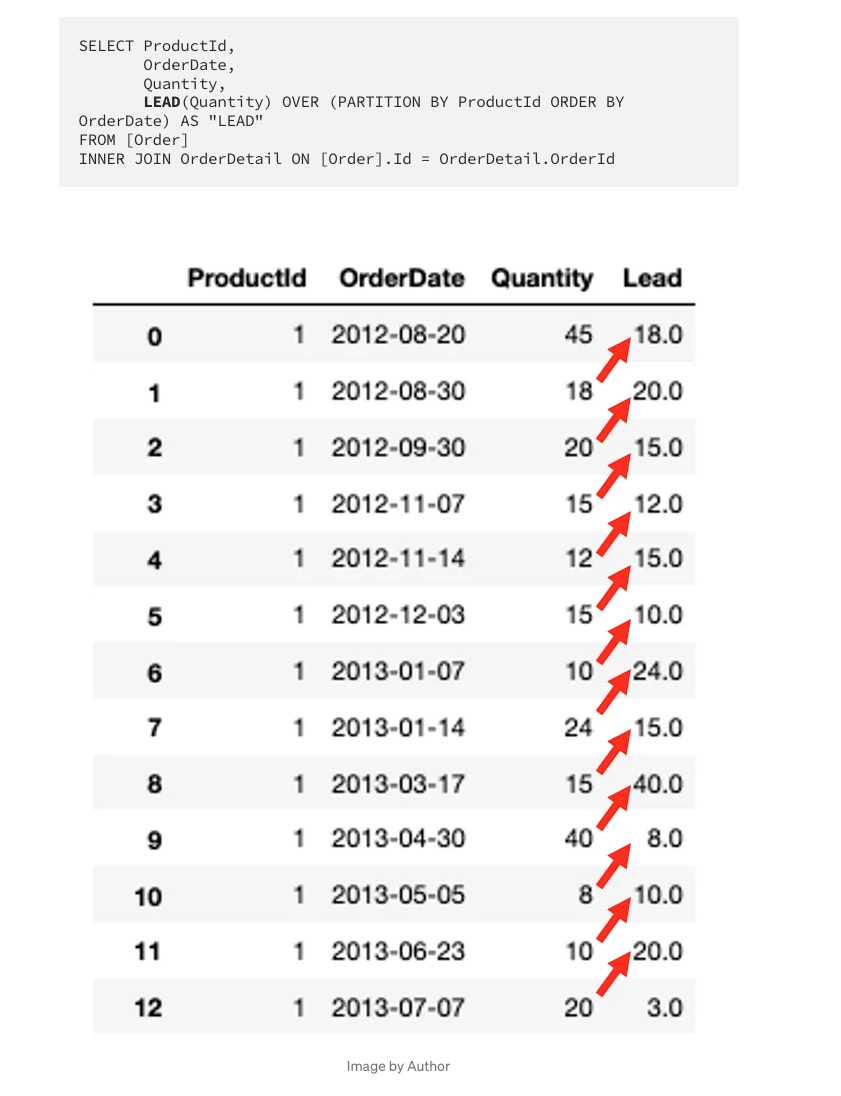 SELECT ProductId,
OrderDate,
Quantity,
LEAD(Quantity) OVER (PARTITION BY ProductId ORDER BY
OrderDate) AS "LEAD"
FROM [Order]
INNER JOIN OrderDetail ON [Order].Id = OrderDetail.OrderId
ProductId OrderDate Quantity Lead
0 1 2012-08-20 45 18.0
1 1 2012-08-30 18 20.0
2 1 2012-09-30 20 15.0
3 1 2012-11-07 15 12.0
4 1 2012-11-14 12 15.0
5 1 2012-12-03 15 10.0
6 1 2013-01-07 10 24.0
7 1 2013-01-14 24 15.0
8 1 2013-03-17 15 40.0
9 1 2013-04-30 40 8.0
10 1 2013-05-05 8 10.0
11 1 2013-06-23 10 20.0
12 1 2013-07-07 20 3.0
Image by Author